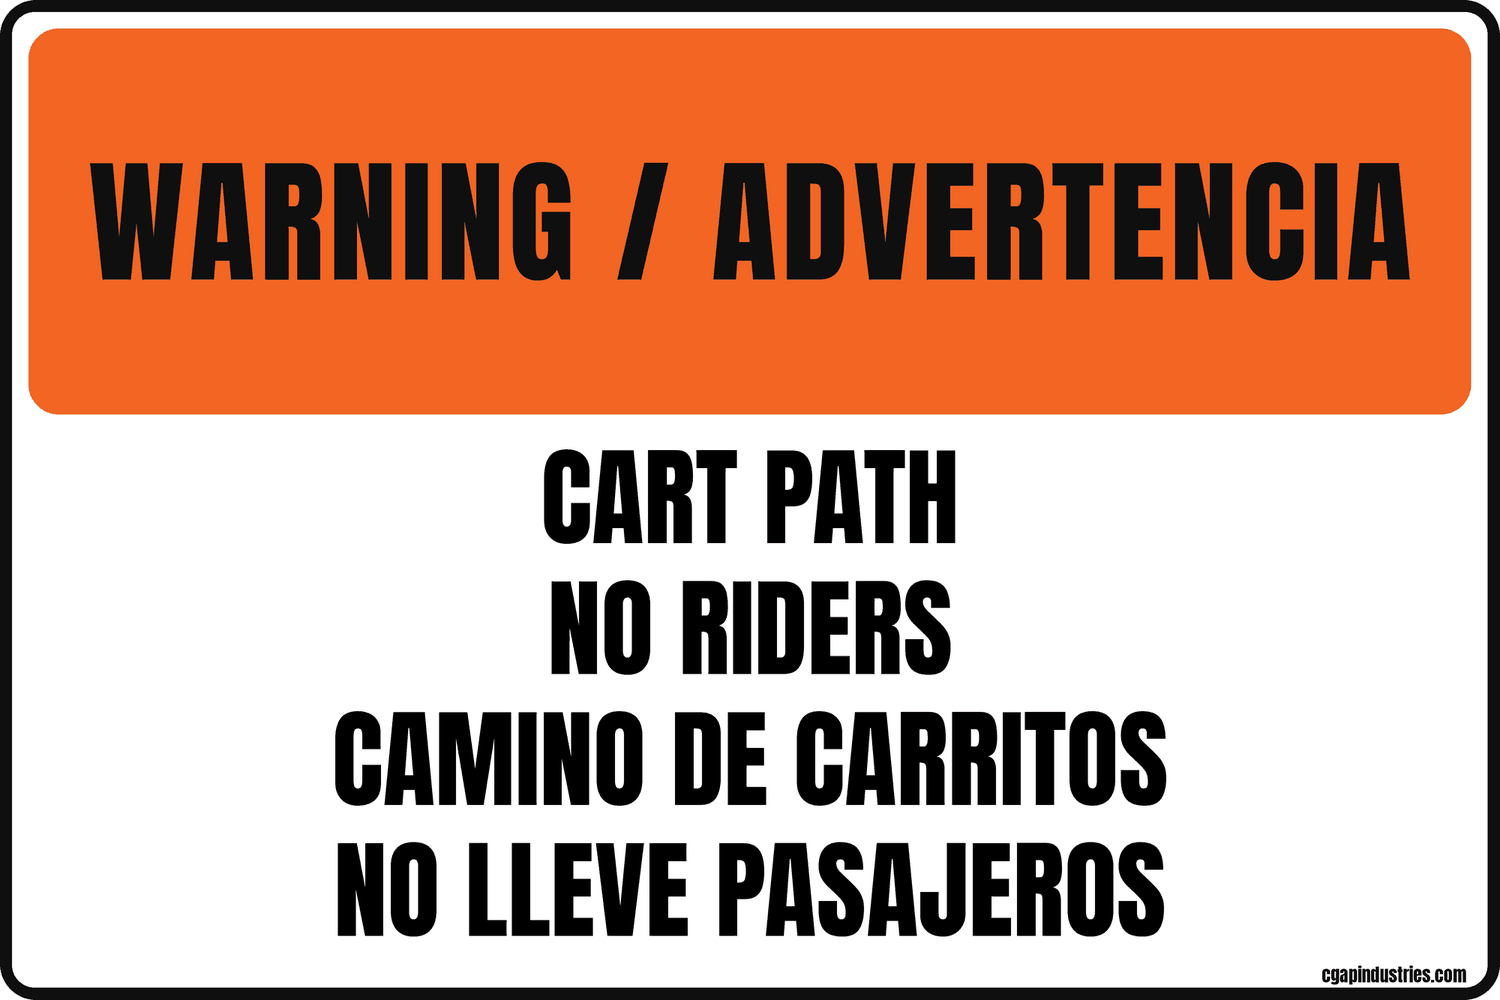 WARNING / ADVERTENCIA
CART PATH
NO RIDERS
CAMINO DE CARRITOS
NO LLEVE PASAJEROS
cgapindustries.com